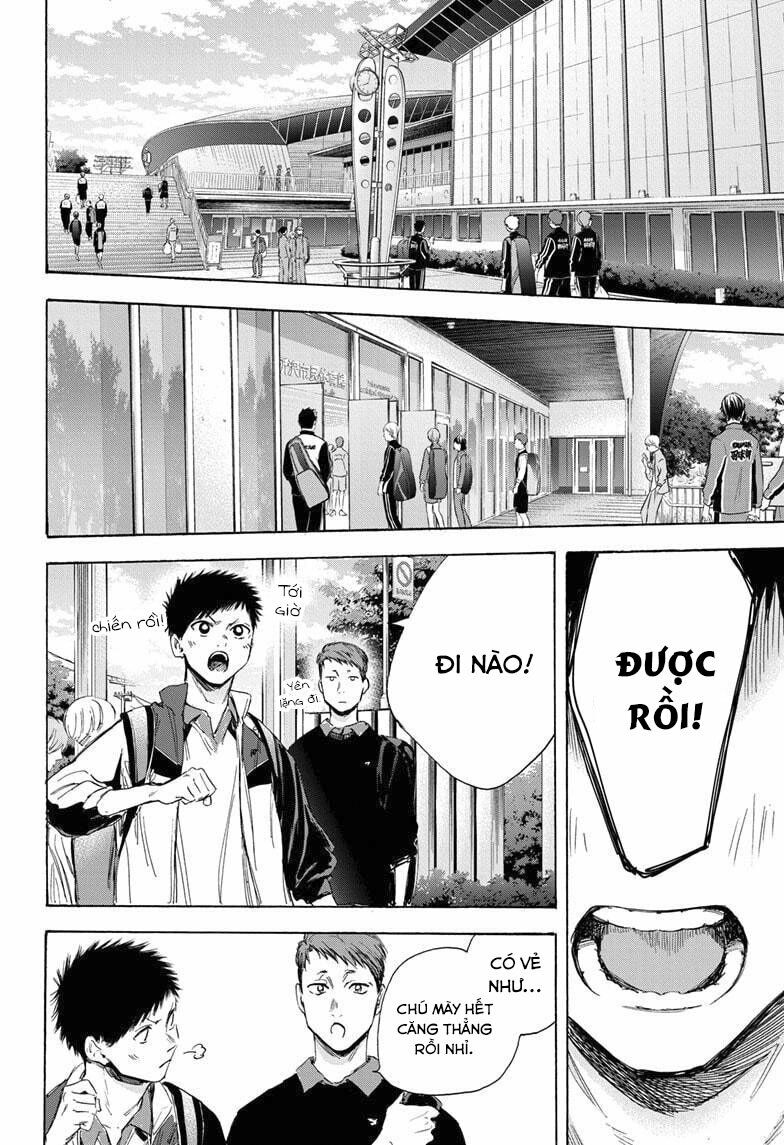 ĐƯỢC
RỒI!
ĐI NÀO!
Tới
Giờ
chiến rồi!
Yên
lặng đi
CÓ VẺ
NHƯ...
CHÚ MÀY HẾT
CĂNG THẲNG
RỒI NHỈ.